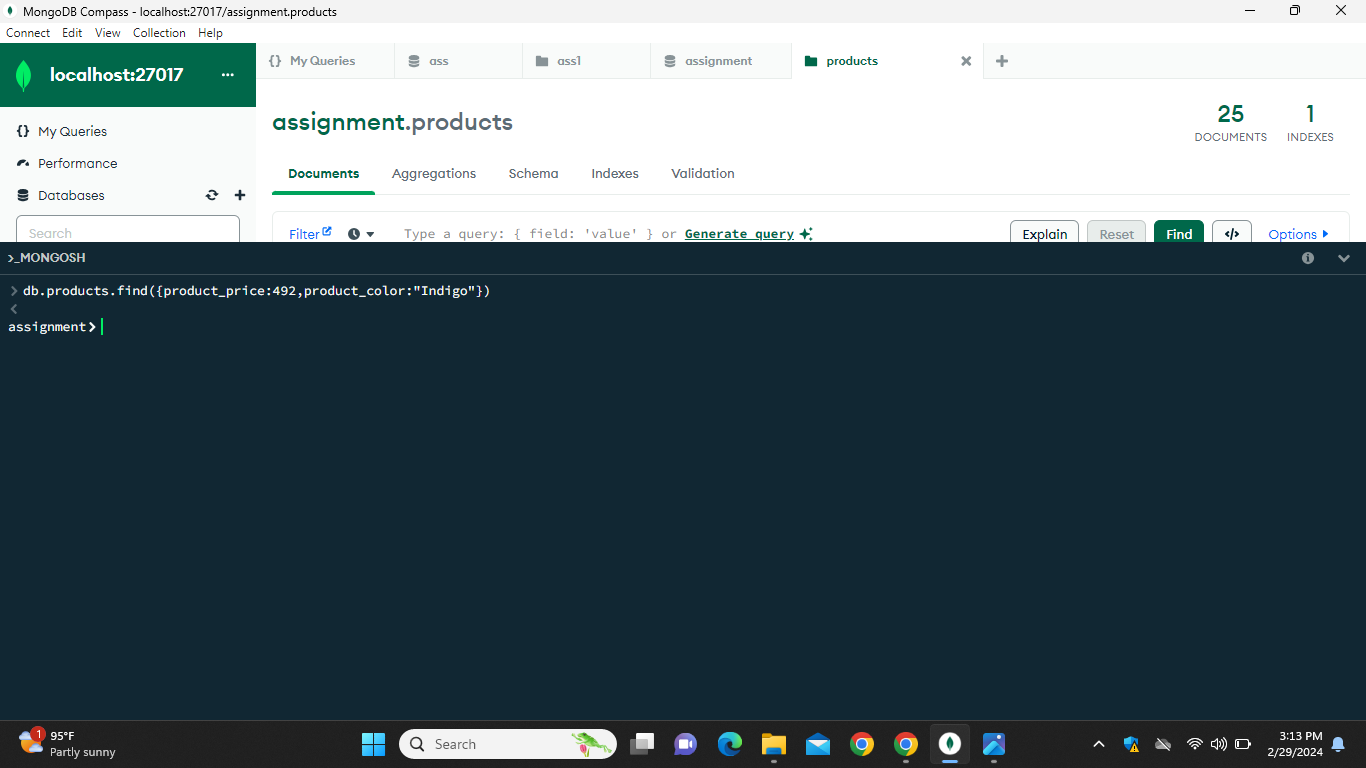 MongoDB Compass - localhost:27017/assignment.products
Connect Edit View Collection Help
localhost:27017 ...
{} My Queries
ass
ass1
assignment
products
{} My Queries
Performance
Databases
Search
assignment.products
25
DOCUMENTS
1
INDEXES
Documents Aggregations Schema Indexes Validation
Filter
Type a query: { field: 'value' } or Generate query
Explain Reset Find </> Options
>_MONGOSH
> db.products.find({product_price:492,product_color:"Indigo"})
<
assignment>
1
95°F
Partly sunny
Search
3:13 PM
2/29/2024